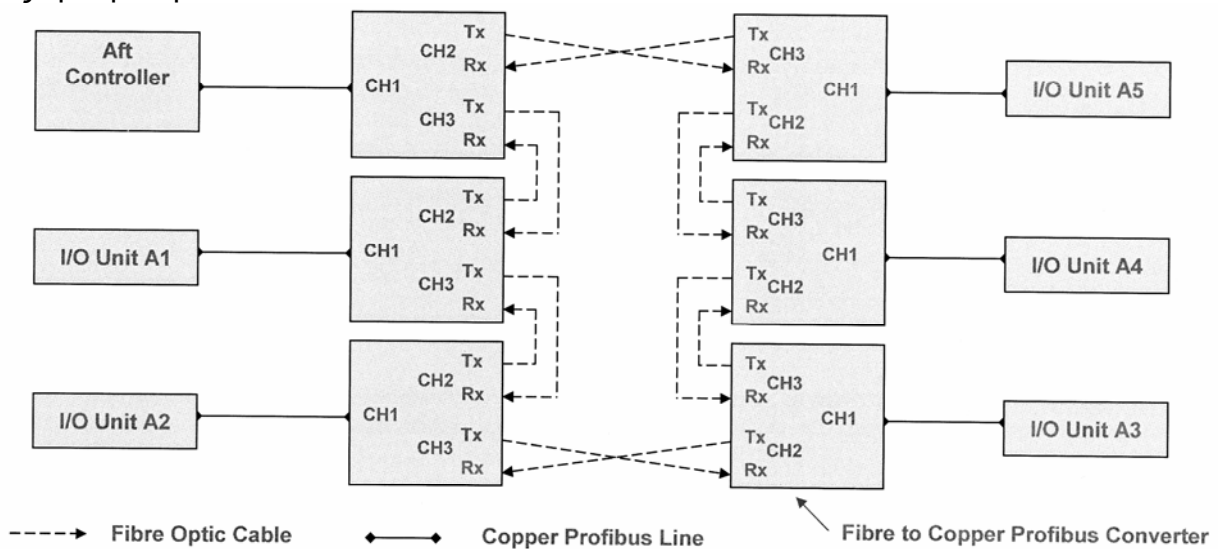 Aft
Controller
CH1
CH2
Tx
Rx
CH3
Tx
Rx
Tx
CH3
Rx
Tx
CH2
Rx
CH1
I/O Unit A5
I/O Unit A1
CH1
CH2
Tx
Rx
CH3
Tx
Rx
Tx
CH3
Rx
Tx
CH2
Rx
CH1
I/O Unit A4
I/O Unit A2
CH1
CH2
Tx
Rx
CH3
Tx
Rx
Tx
CH3
Rx
Tx
CH2
Rx
CH1
I/O Unit A3
Fibre Optic Cable
Copper Profibus Line
Fibre to Copper Profibus Converter